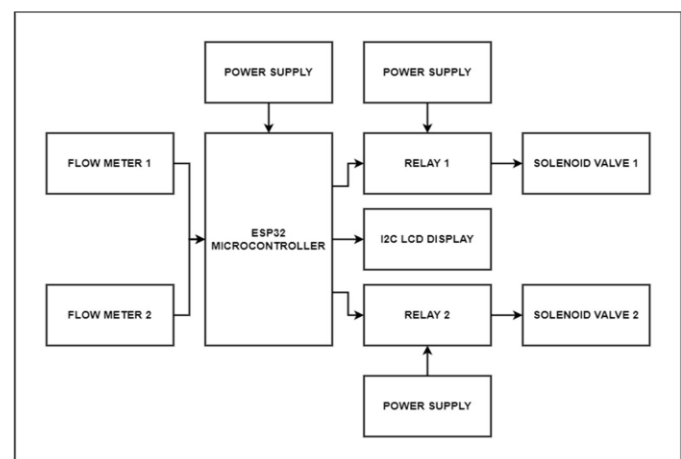 POWER SUPPLY
POWER SUPPLY
FLOW METER 1
RELAY 1
SOLENOID VALVE 1
ESP32
MICROCONTROLLER
I2C LCD DISPLAY
FLOW METER 2
RELAY 2
SOLENOID VALVE 2
POWER SUPPLY